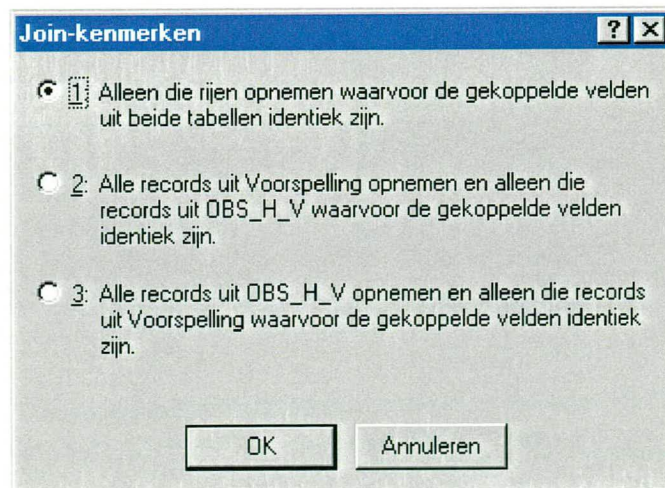 Join-kenmerken
1: Alleen die rijen opnemen waarvoor de gekoppelde velden
uit beide tabellen identiek zijn.
2: Alle records uit Voorspelling opnemen en alleen die
records uit OBS_H_V waarvoor de gekoppelde velden
identiek zijn.
3: Alle records uit OBS_H_V opnemen en alleen die records
uit Voorspelling waarvoor de gekoppelde velden identiek
zijn.
OK
Annuleren